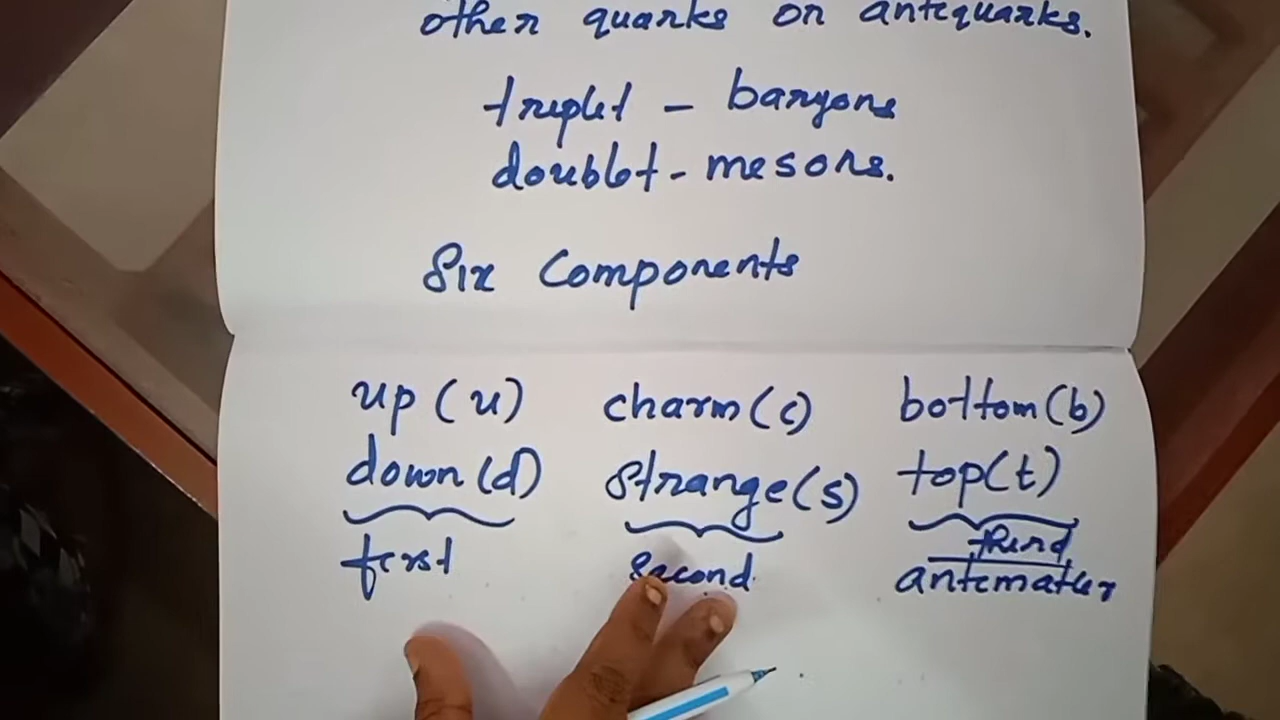 other quarks or antiquarks.
triplet - baryons
doublet - mesons.
Six Components
up (u) charm (c) bottom (b)
down (d) strange (s) top (t)
first second third
antimatter